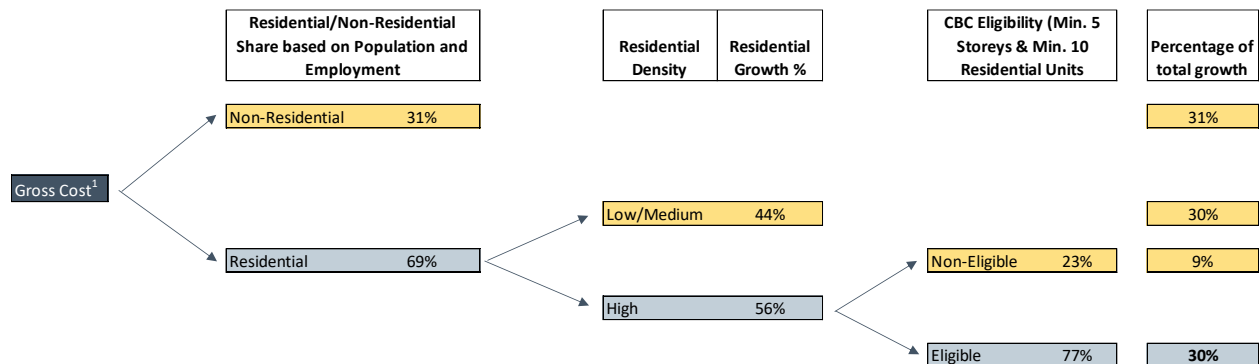 Residential/Non-Residential
Share based on Population and
Employment
Residential
Density
Residential
Growth %
CBC Eligibility (Min. 5
Storeys & Min. 10
Residential Units
Percentage of
total growth
Non-Residential 31%
31%
Gross Cost¹
Low/Medium 44%
30%
Residential 69%
Non-Eligible 23%
9%
High 56%
Eligible 77%
30%